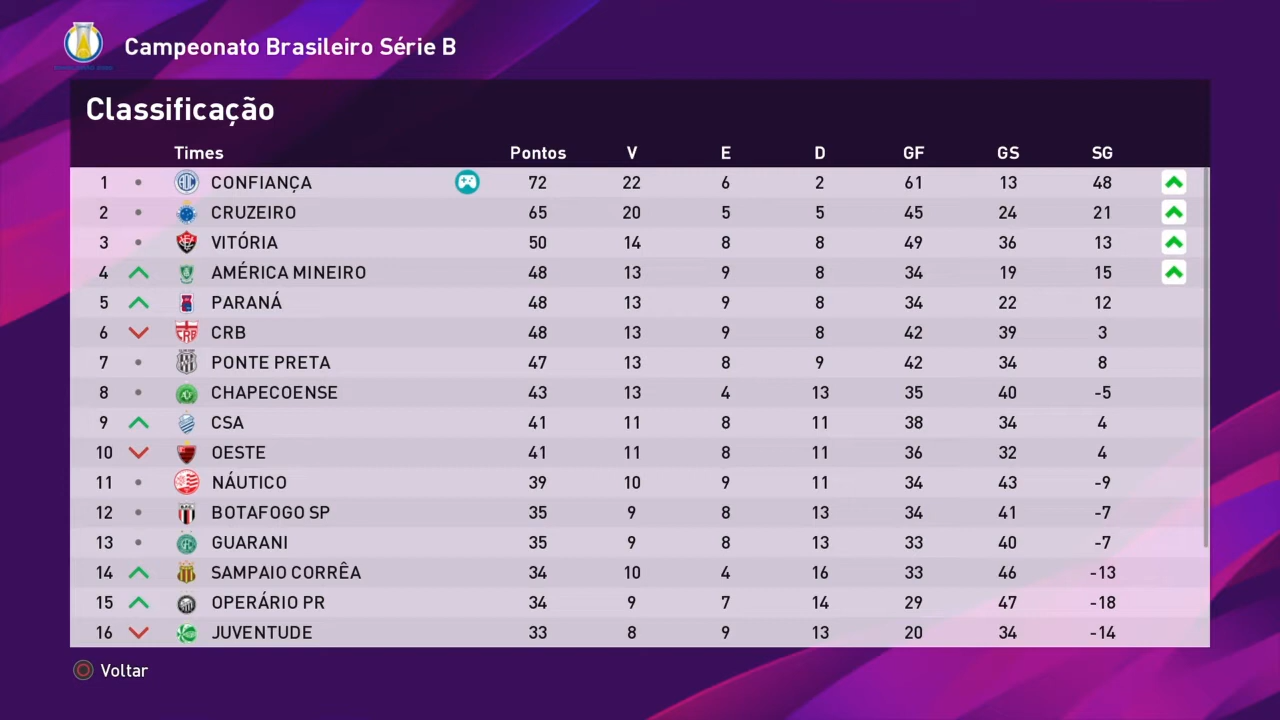 Campeonato Brasileiro Série B
Classificação
Times Pontos V E D GF GS SG
1 CONFIANÇA 72 22 6 2 61 13 48
2 CRUZEIRO 65 20 5 5 45 24 21
3 VITÓRIA 50 14 8 8 49 36 13
4 AMÉRICA MINEIRO 48 13 9 8 34 19 15
5 PARANÁ 48 13 9 8 34 22 12
6 CRB 48 13 9 8 42 39 3
7 PONTE PRETA 47 13 8 9 42 34 8
8 CHAPECOENSE 43 13 4 13 35 40 -5
9 CSA 41 11 8 11 38 34 4
10 OESTE 41 11 8 11 36 32 4
11 NÁUTICO 39 10 9 11 34 43 -9
12 BOTAFOGO SP 35 9 8 13 34 41 -7
13 GUARANI 35 9 8 13 33 40 -7
14 SAMPAIO CORRÊA 34 10 4 16 33 46 -13
15 OPERÁRIO PR 34 9 7 14 29 47 -18
16 JUVENTUDE 33 8 9 13 20 34 -14
Voltar